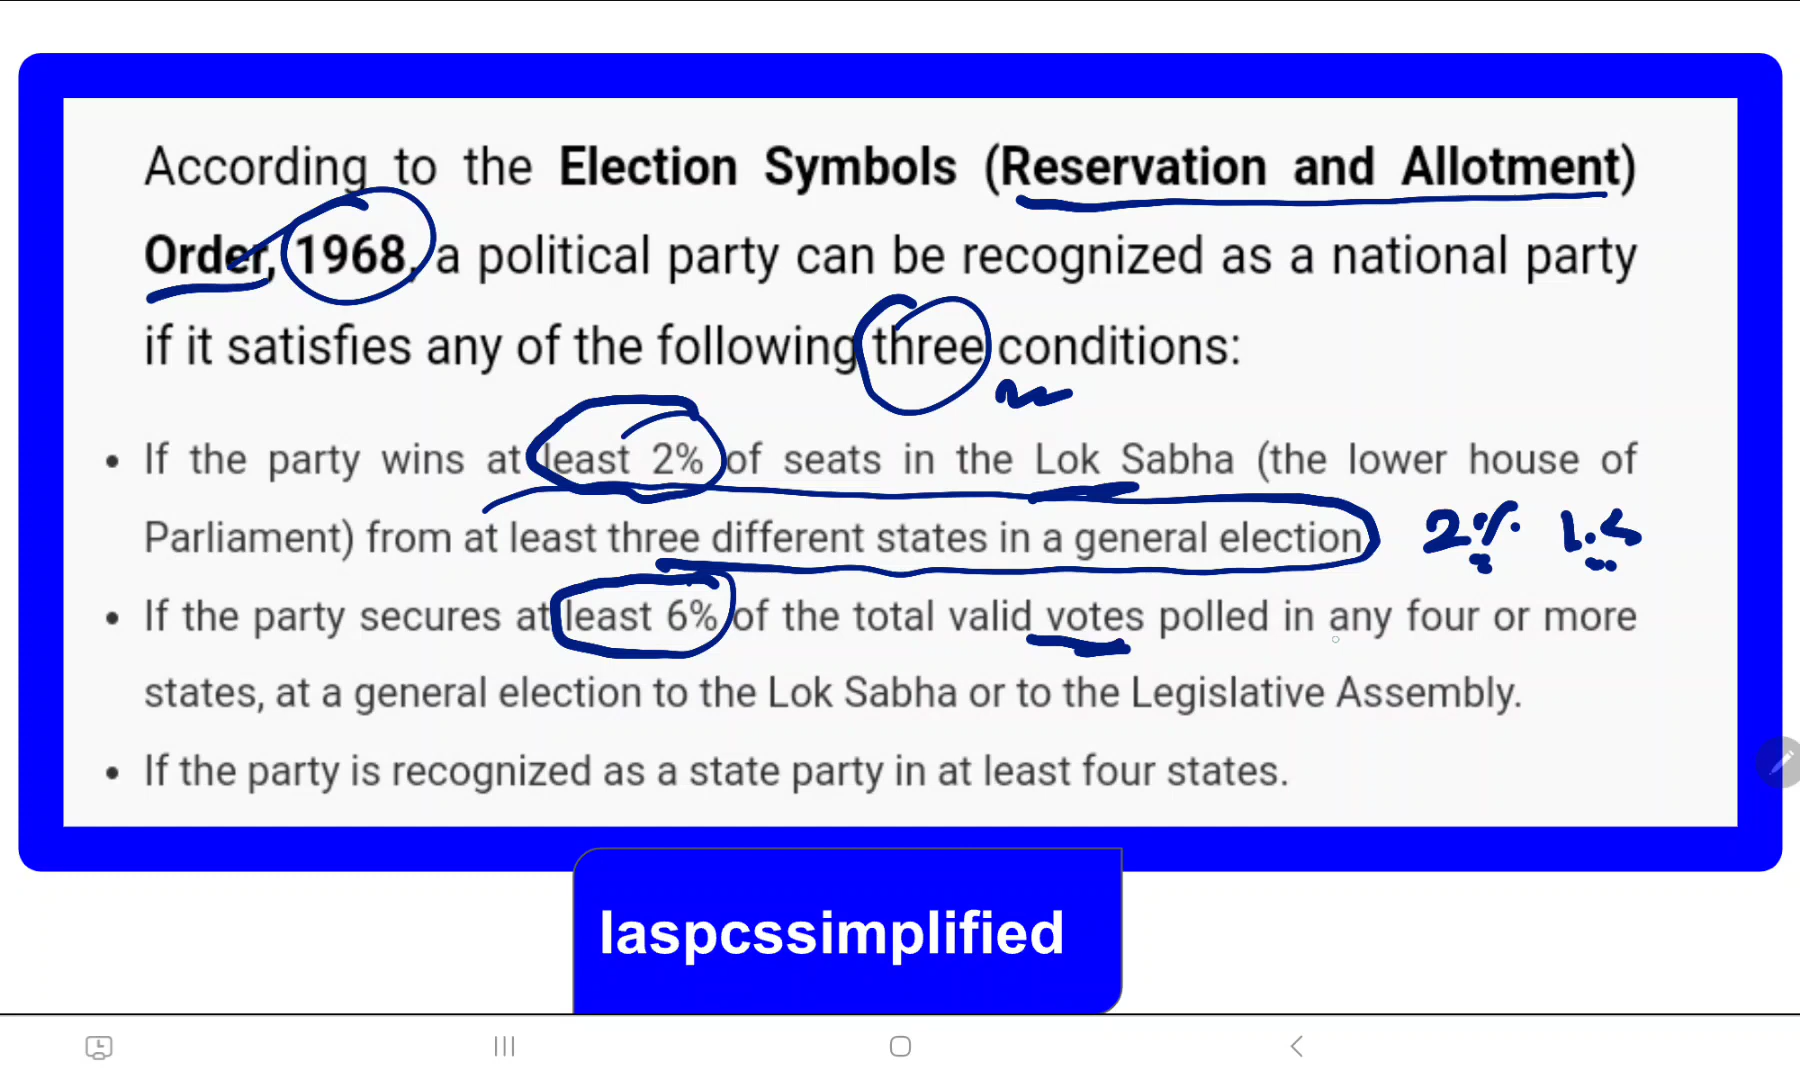 According to the Election Symbols (Reservation and Allotment)
Order, 1968, a political party can be recognized as a national party
if it satisfies any of the following three conditions:
• If the party wins at least 2% of seats in the Lok Sabha (the lower house of
Parliament) from at least three different states in a general election
2% L.S
• If the party secures at least 6% of the total valid votes polled in any four or more
states, at a general election to the Lok Sabha or to the Legislative Assembly.
• If the party is recognized as a state party in at least four states.
Iaspcssimplified